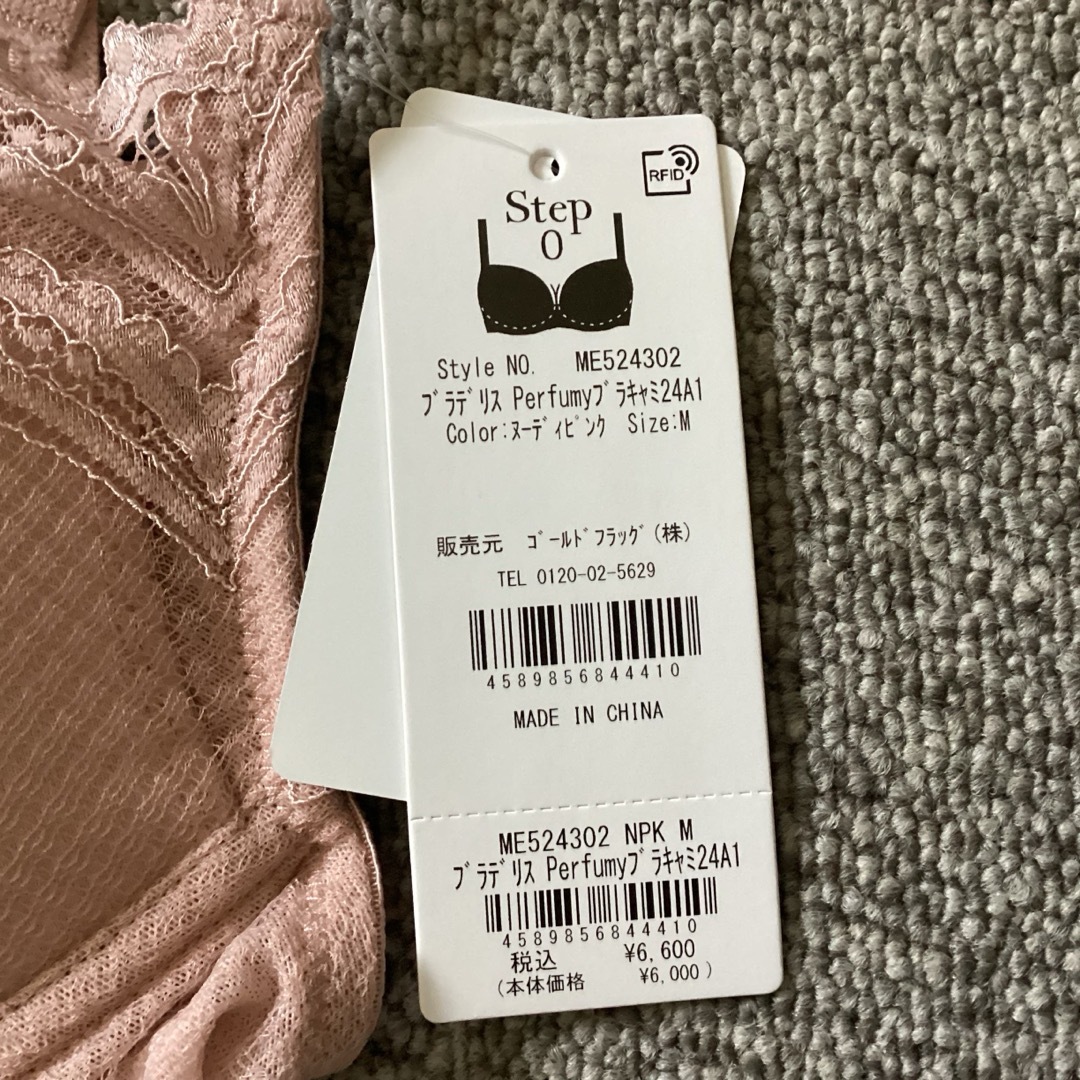 RFID
Step
0
Style NO. ME524302
ﾌﾞﾗﾃﾞﾘｽ Perfumyﾌﾞﾗｷｬﾐ24A1
Color:ﾇｰﾃﾞｨﾋﾟﾝｸ Size:M
販売元 ｺﾞｰﾙﾄﾞﾌﾗｯｸﾞ(株)
TEL 0120-02-5629
4589856844410
MADE IN CHINA
ME524302 NPK M
ﾌﾞﾗﾃﾞﾘｽ Perfumyﾌﾞﾗｷｬﾐ24A1
4589856844410
税込 ¥6,600
(本体価格 ¥6,000)